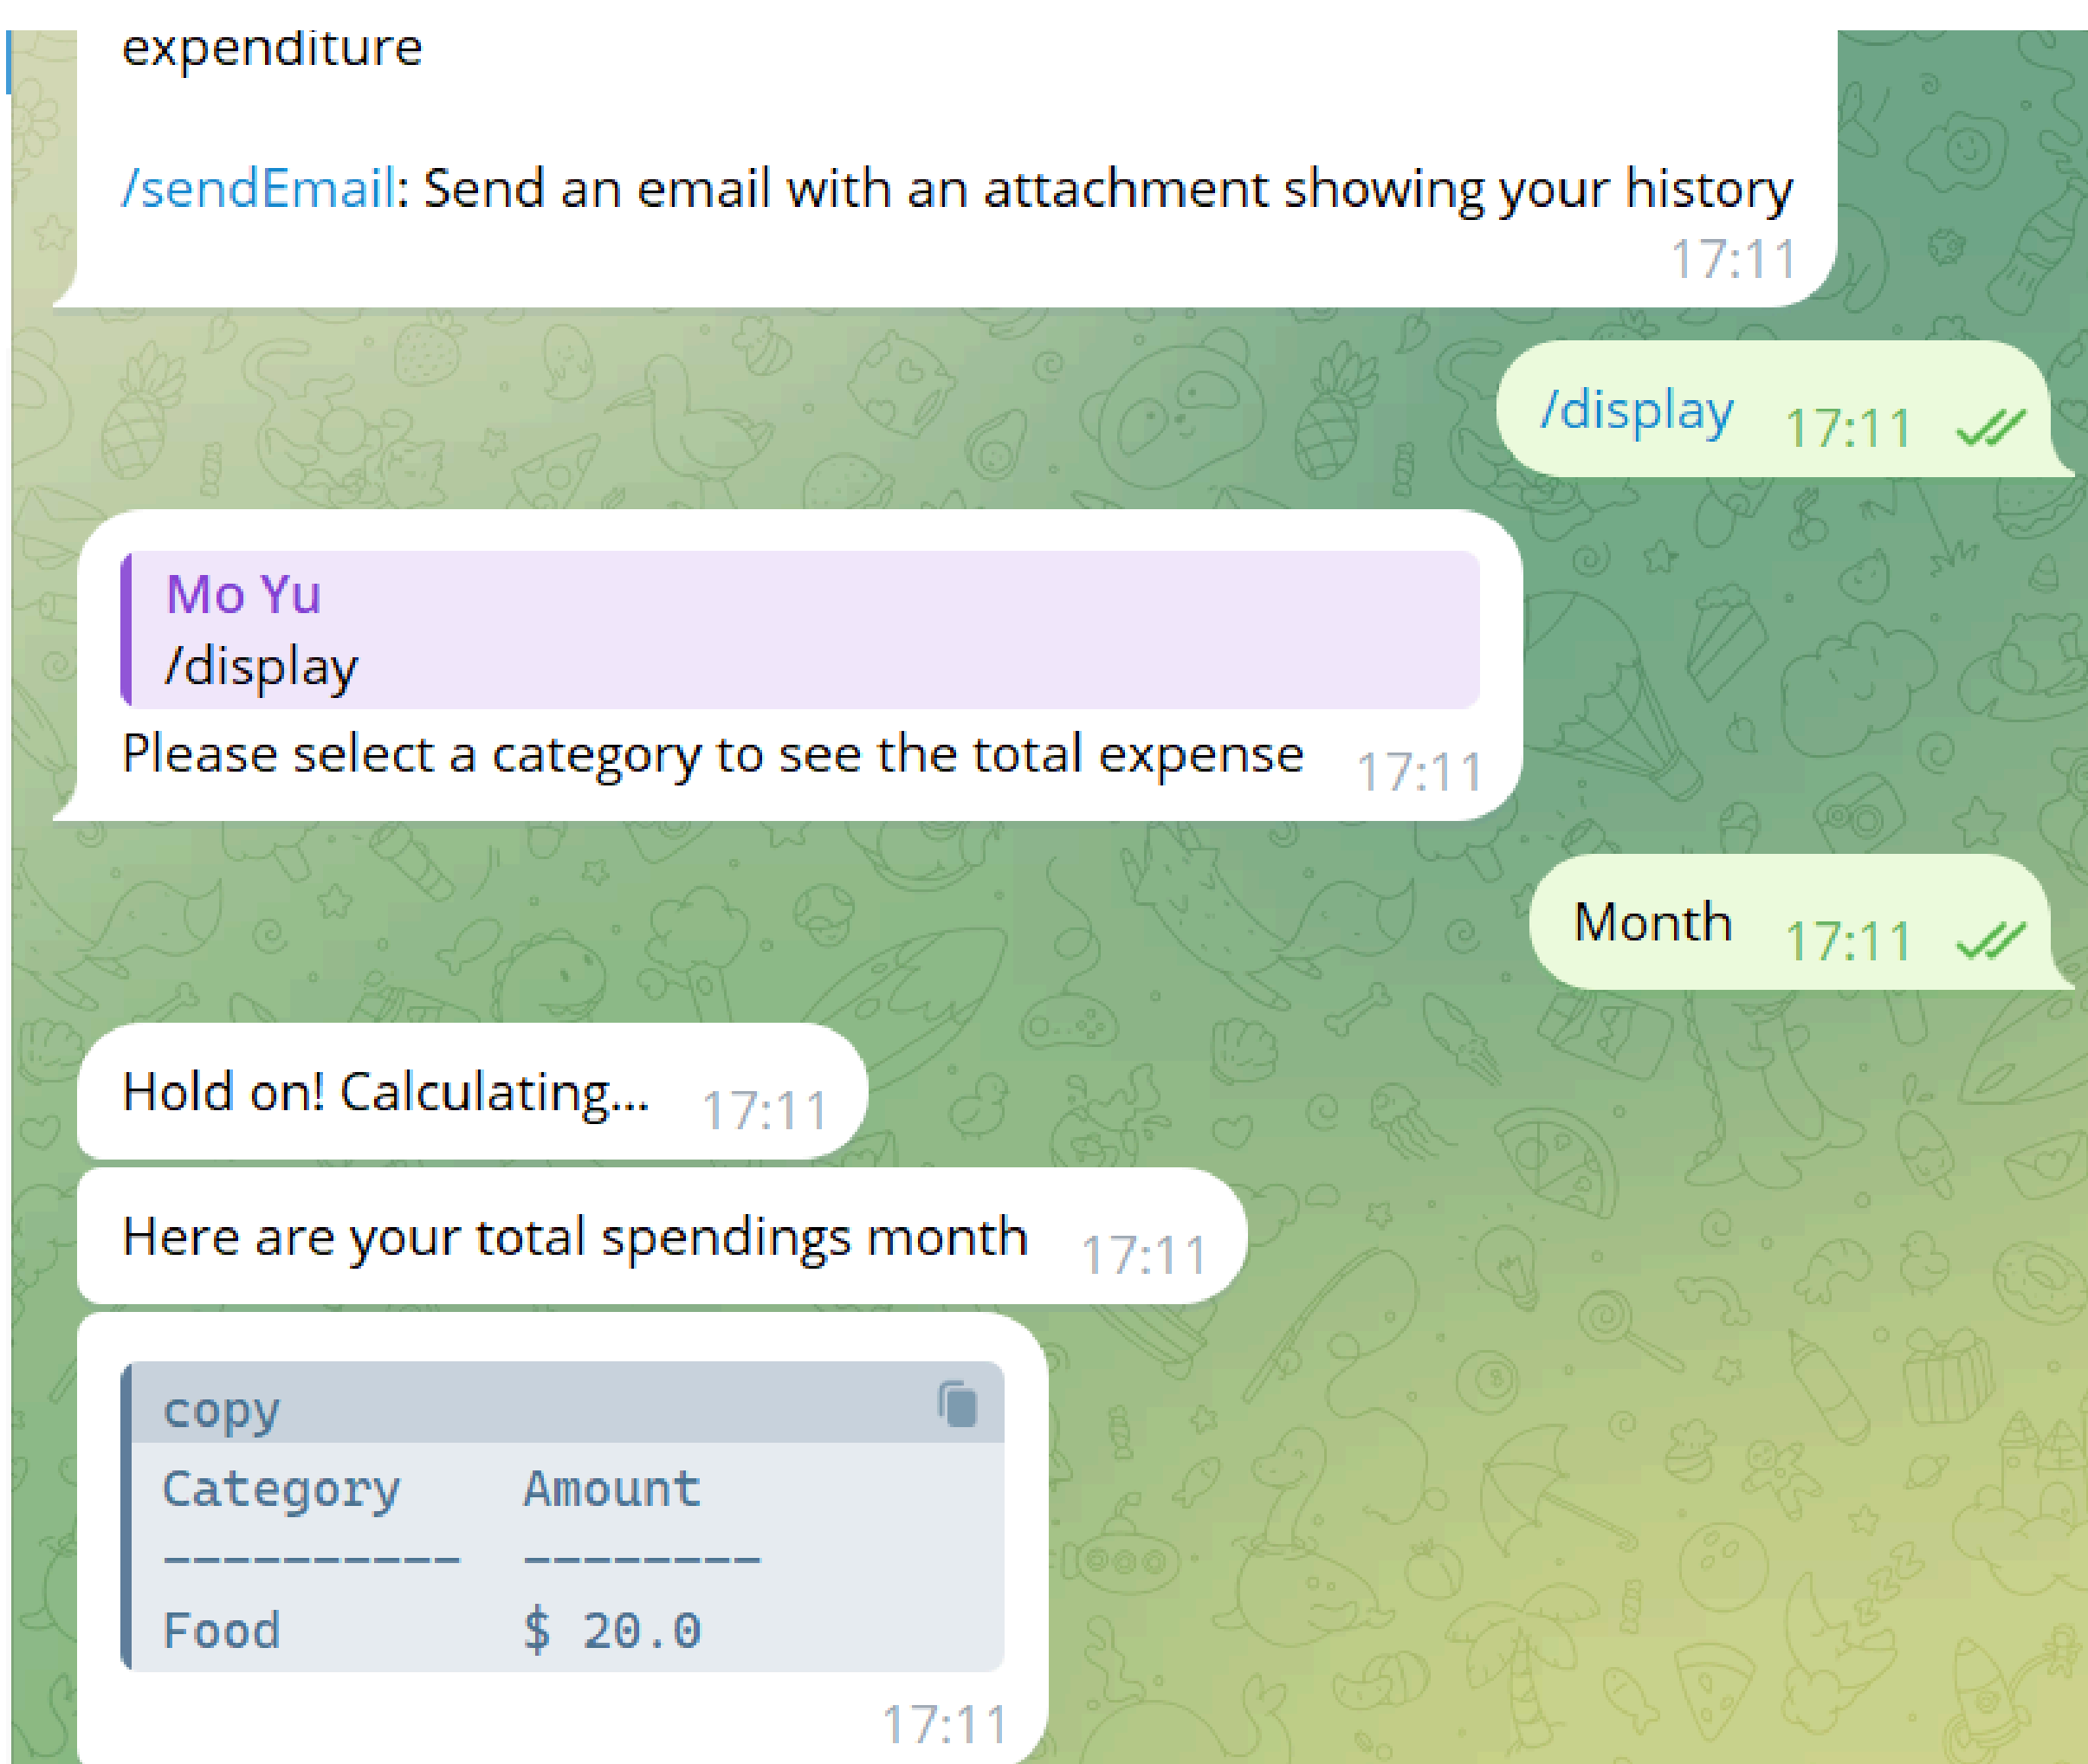 expenditure
/sendEmail: Send an email with an attachment showing your history
17:11
/display 17:11
Mo Yu
/display
Please select a category to see the total expense 17:11
Month 17:11
Hold on! Calculating... 17:11
Here are your total spendings month 17:11
copy
Category Amount
---------- --------
Food $ 20.0
17:11